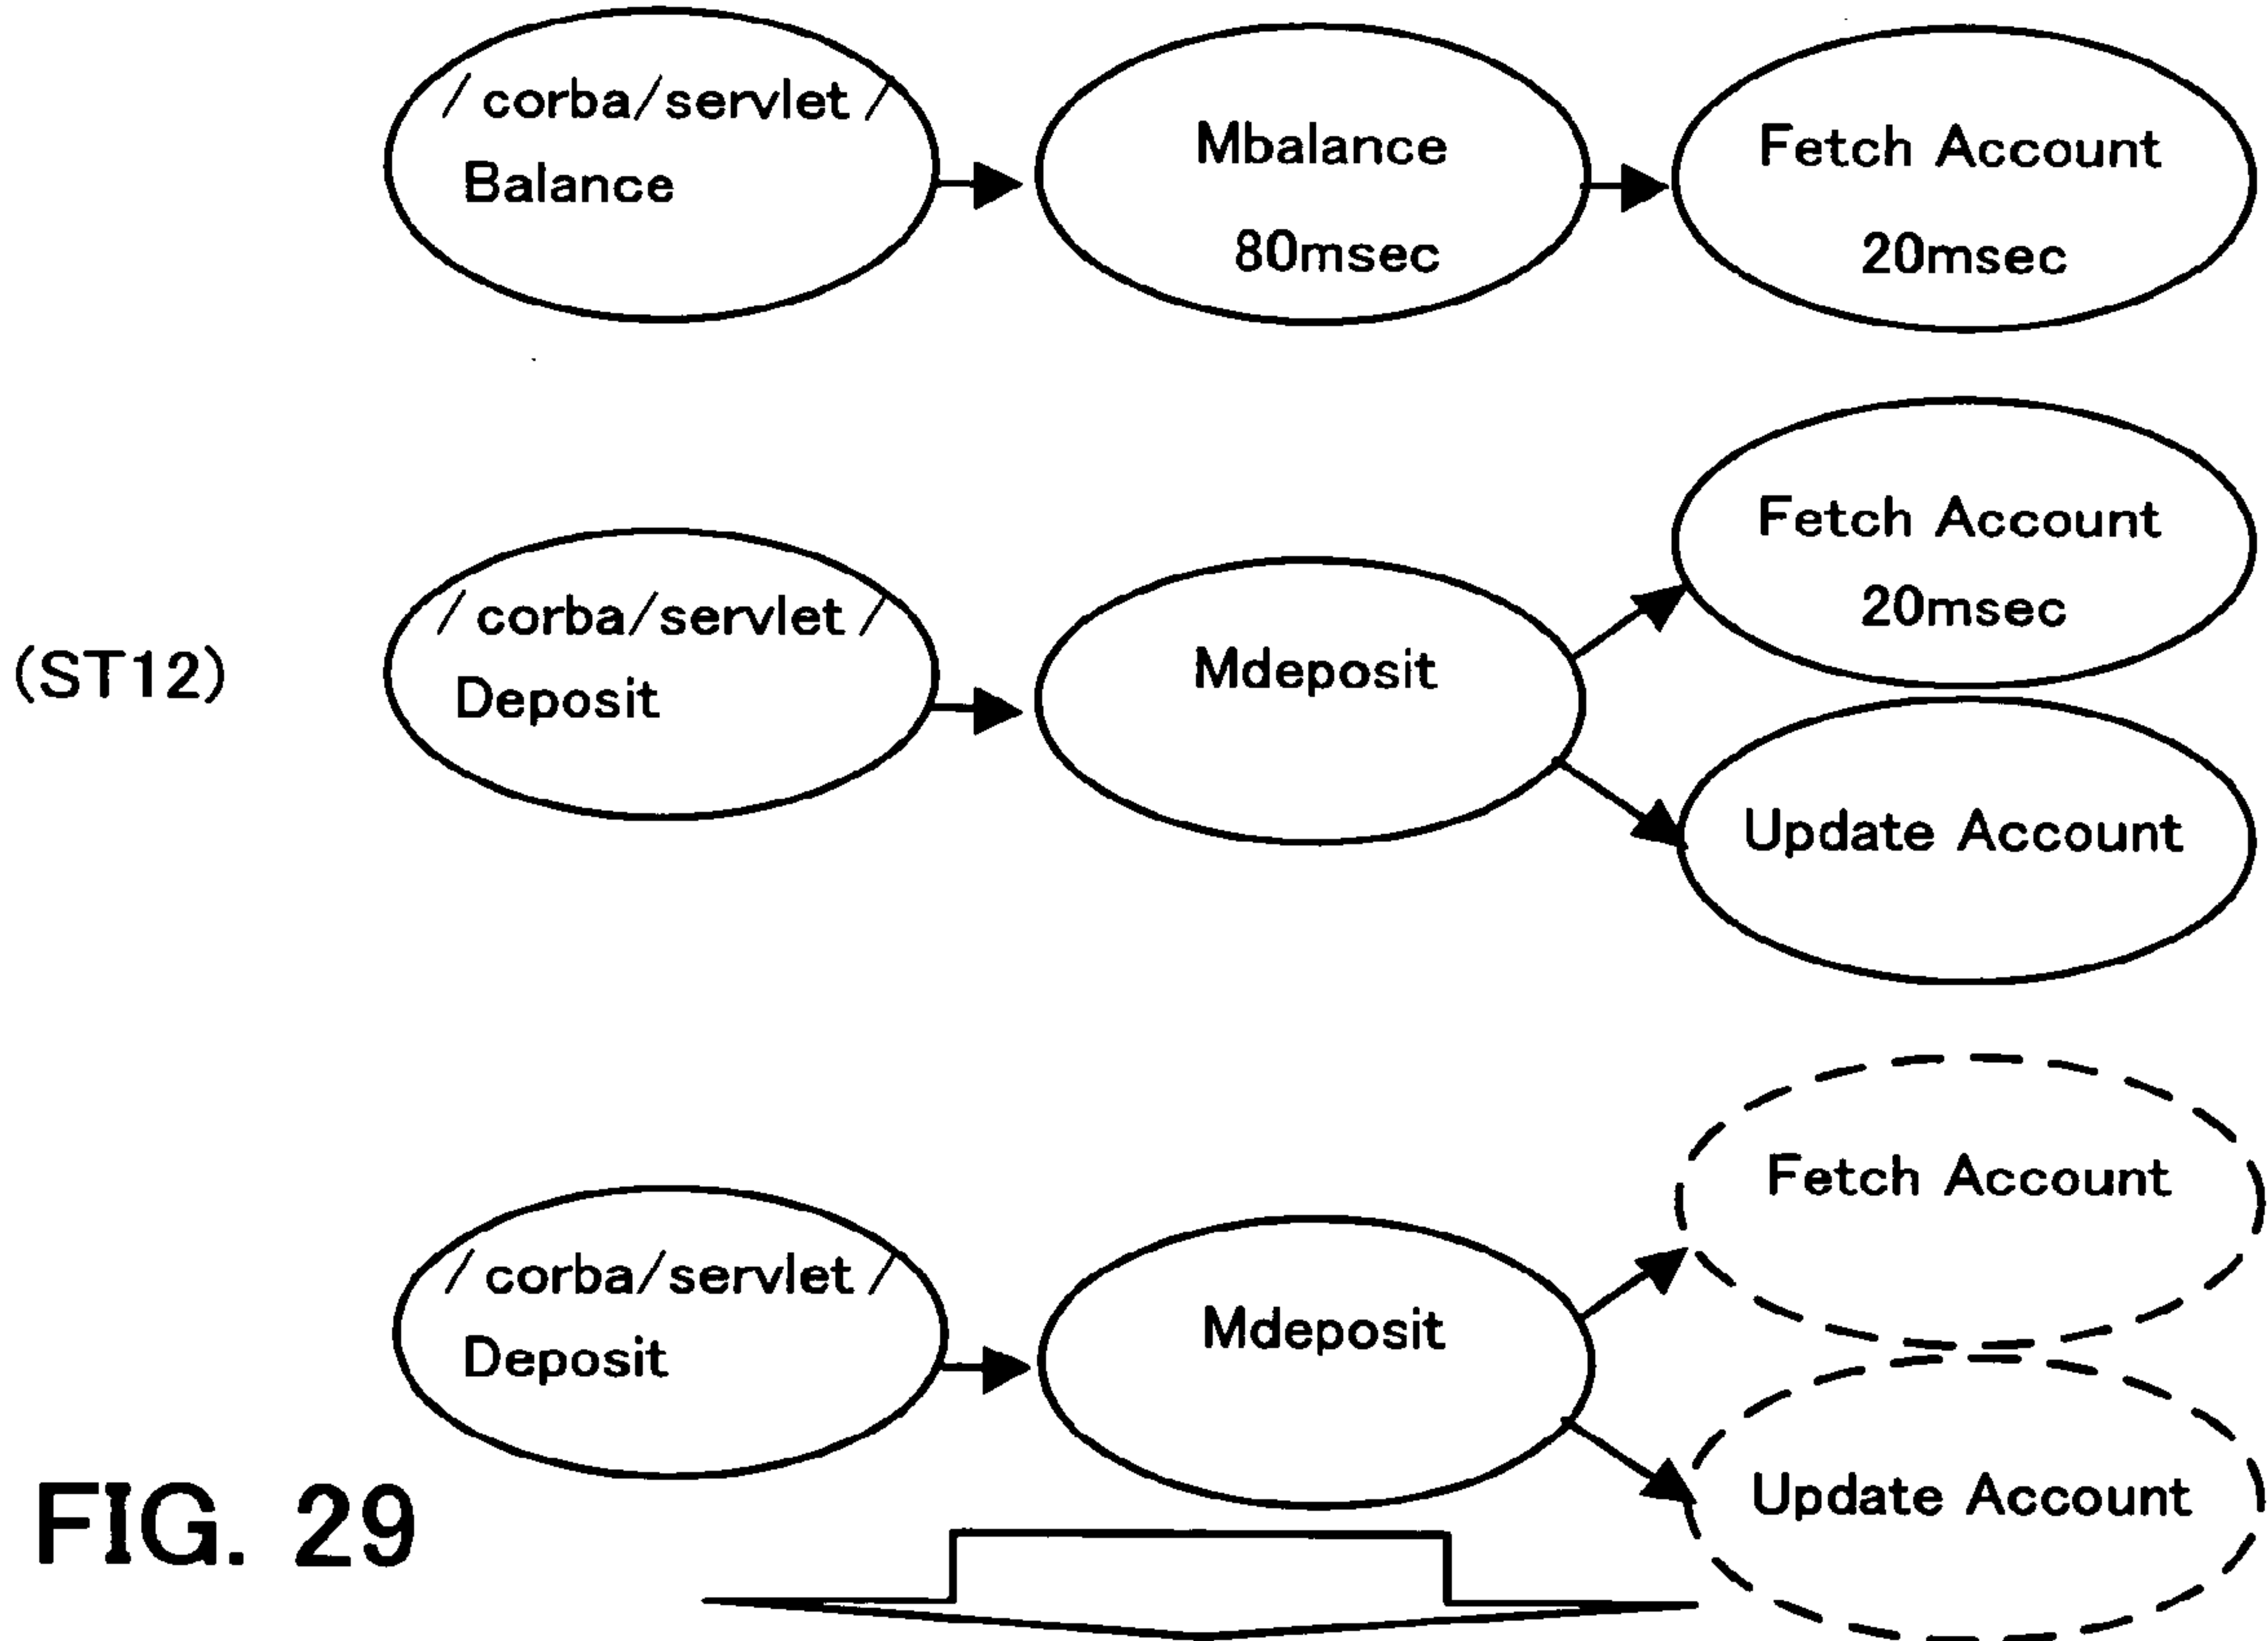 / corba/servlet /
Balance
Mbalance
80msec
Fetch Account
20msec
(ST12)
/ corba/servlet /
Deposit
Mdeposit
Fetch Account
20msec
Update Account
/ corba/servlet /
Deposit
Mdeposit
Fetch Account
Update Account
FIG. 29